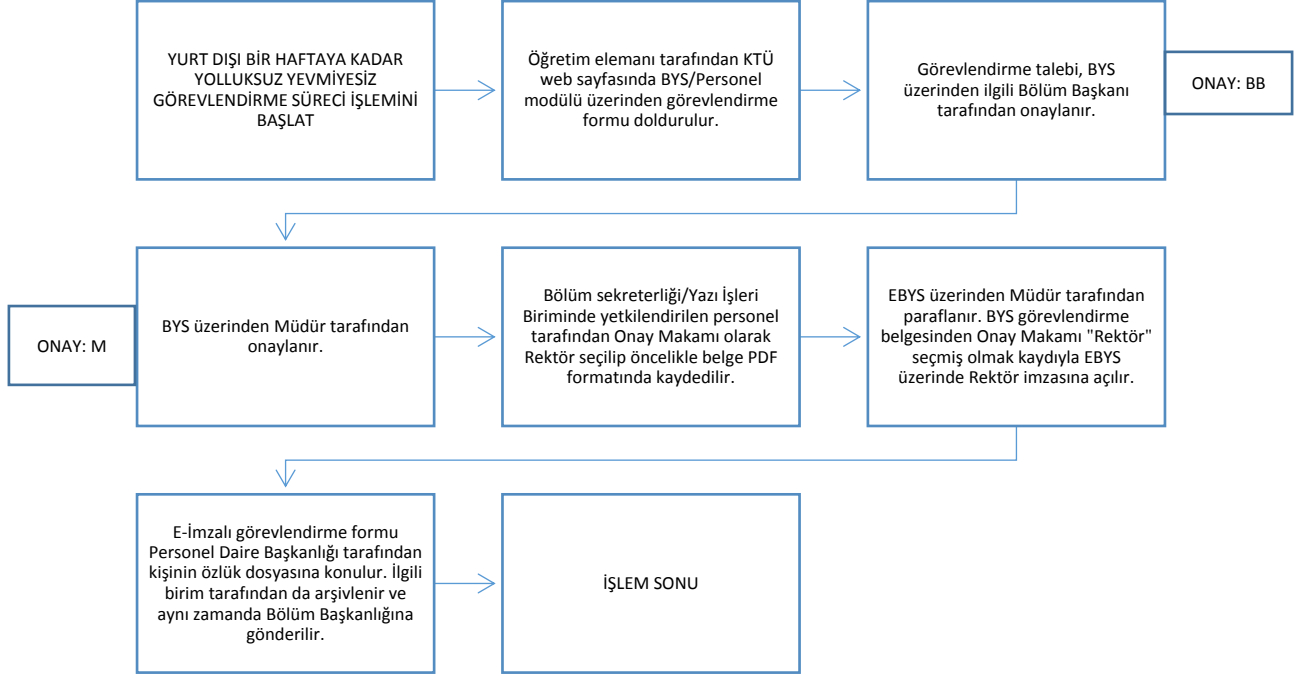 YURT DIŞI BİR HAFTAYA KADAR
YOLLUKSUZ YEVMİYESİZ
GÖREVLENDİRME SÜRECİ İŞLEMİNİ
BAŞLAT
Öğretim elemanı tarafından KTÜ
web sayfasında BYS/Personel
modülü üzerinden görevlendirme
formu doldurulur.
Görevlendirme talebi, BYS
üzerinden ilgili Bölüm Başkanı
tarafından onaylanır.
ONAY: BB
ONAY: M
BYS üzerinden Müdür tarafından
onaylanır.
Bölüm sekreterliği/Yazı İşleri
Biriminde yetkilendirilen personel
tarafından Onay Makamı olarak
Rektör seçilip öncelikle belge PDF
formatında kaydedilir.
EBYS üzerinden Müdür tarafından
paraflanır. BYS görevlendirme
belgesinden Onay Makamı "Rektör"
seçmiş olmak kaydıyla EBYS
üzerinde Rektör imzasına açılır.
E-İmzalı görevlendirme formu
Personel Daire Başkanlığı tarafından
kişinin özlük dosyasına konulur. İlgili
birim tarafından da arşivlenir ve
aynı zamanda Bölüm Başkanlığına
gönderilir.
İŞLEM SONU